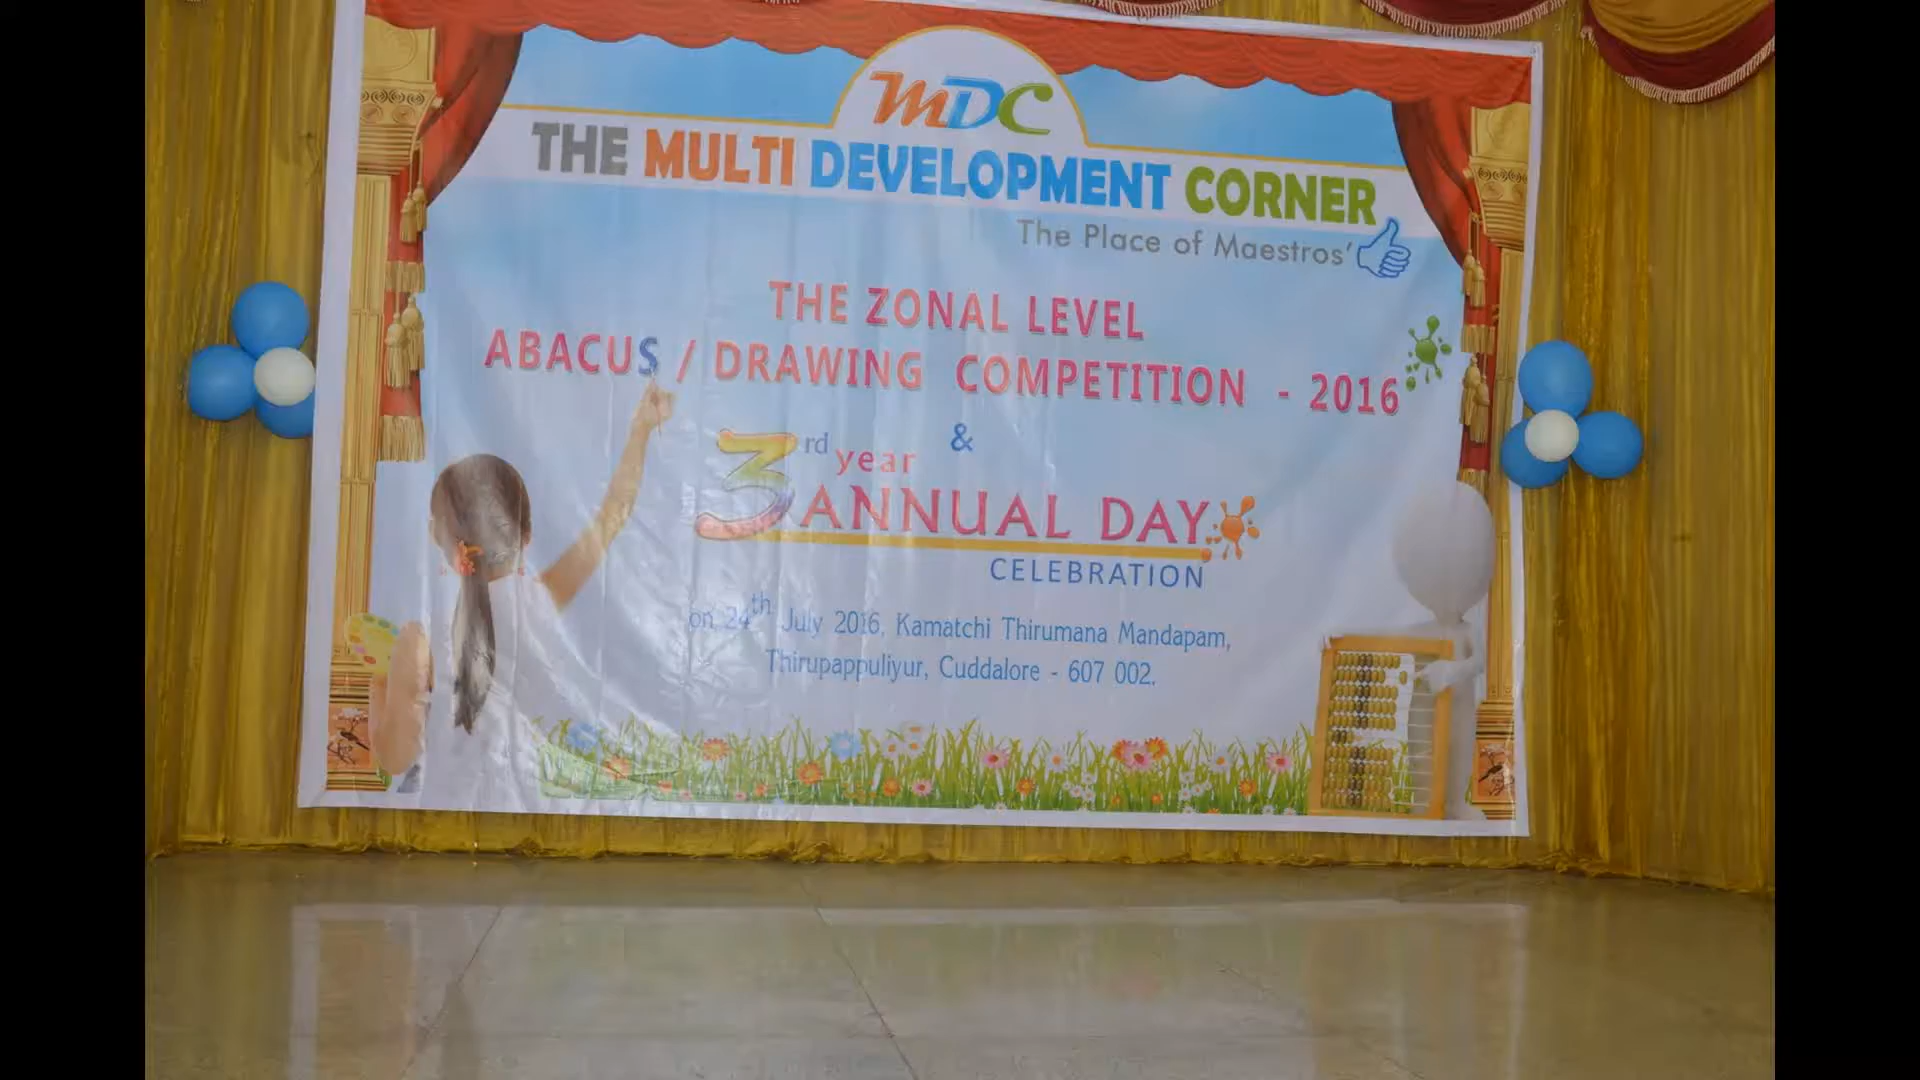 MDC
THE MULTI DEVELOPMENT CORNER
The Place of Maestros'
THE ZONAL LEVEL
ABACUS / DRAWING COMPETITION - 2016
&
3rd year
ANNUAL DAY
CELEBRATION
on 24th July 2016, Kamatchi Thirumana Mandapam,
Thirupappuliyur, Cuddalore - 607 002.